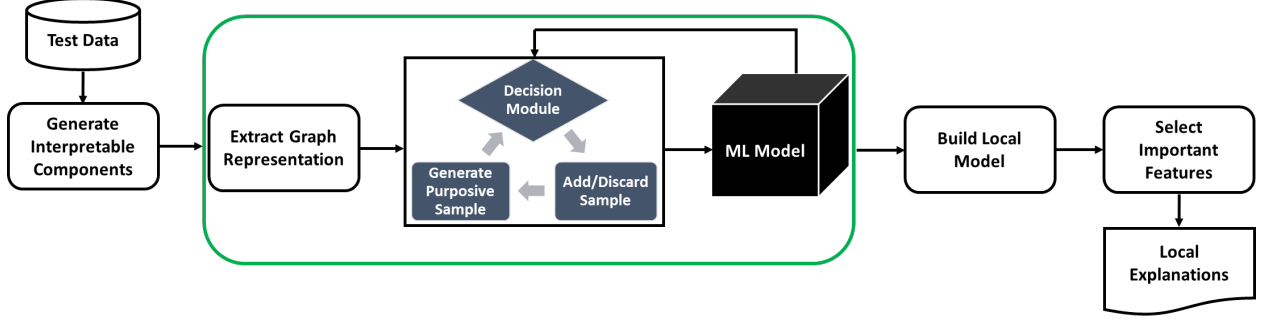 Test Data
Generate
Interpretable
Components
Extract Graph
Representation
Decision
Module
Generate
Purposive
Sample
Add/Discard
Sample
ML Model
Build Local
Model
Select
Important
Features
Local
Explanations